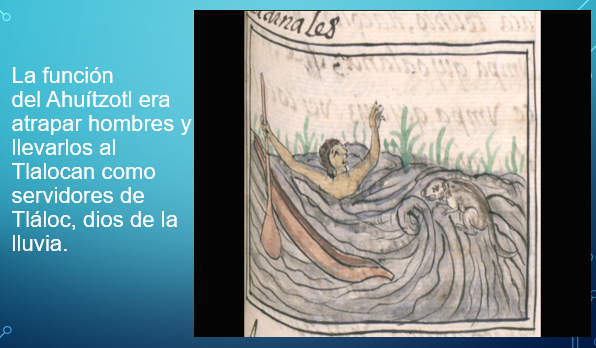 La función
del Ahuítzotl era
atrapar hombres y
llevarlos al
Tlalocan como
servidores de
Tláloc, dios de la
lluvia.